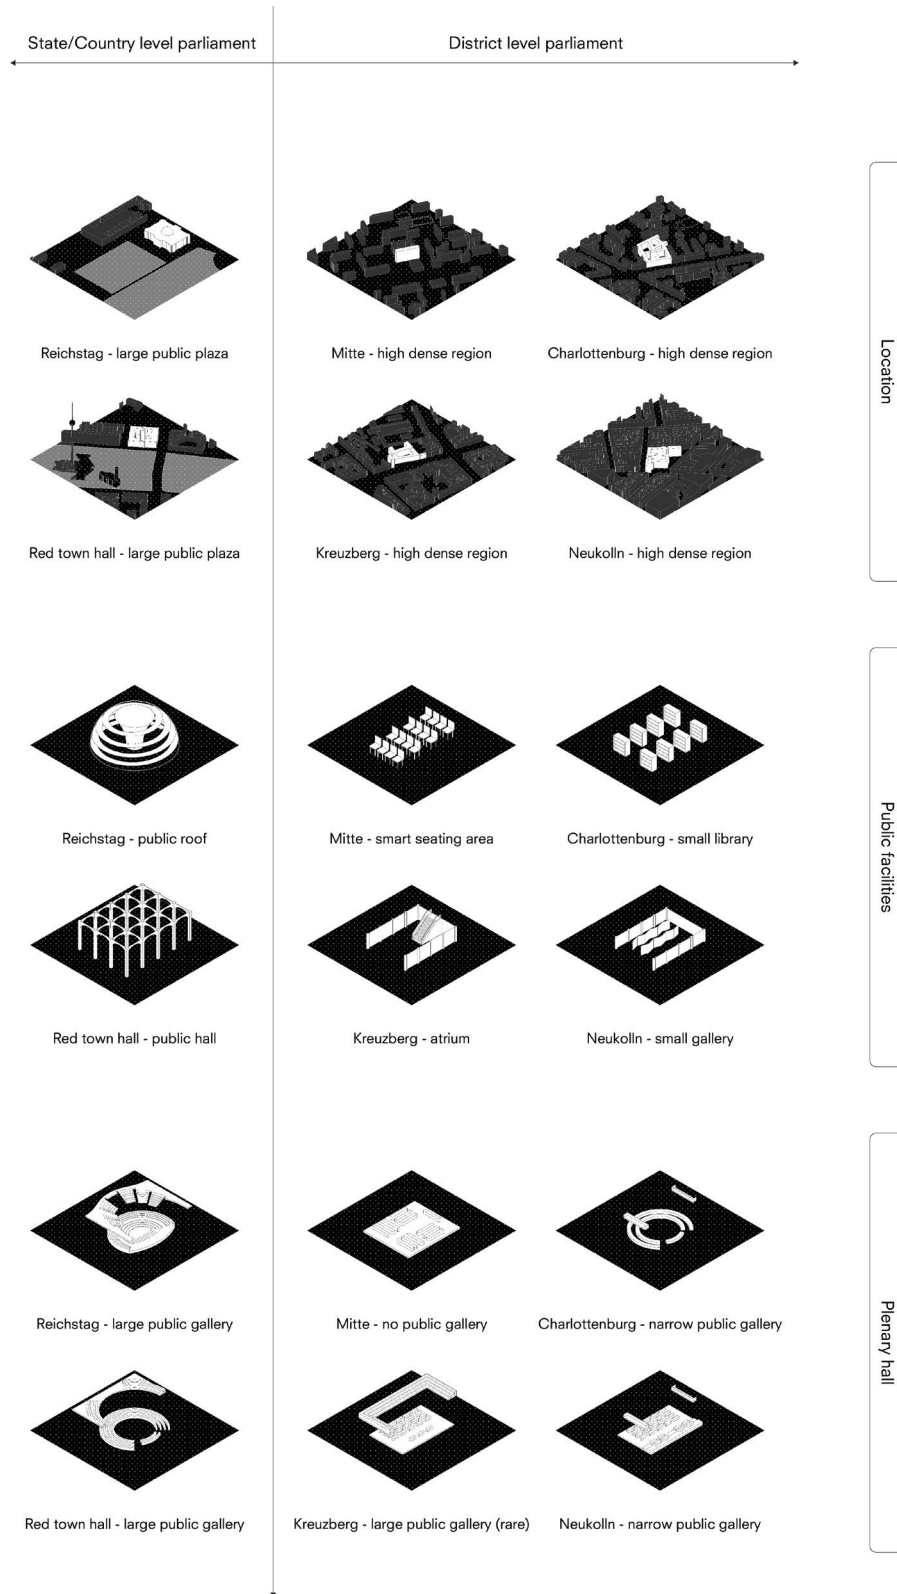 State/Country level parliament
District level parliament
Location
Reichstag - large public plaza
Mitte - high dense region
Charlottenburg - high dense region
Red town hall - large public plaza
Kreuzberg - high dense region
Neukolln - high dense region
Public facilities
Reichstag - public roof
Mitte - smart seating area
Charlottenburg - small library
Red town hall - public hall
Kreuzberg - atrium
Neukolln - small gallery
Plenary hall
Reichstag - large public gallery
Mitte - no public gallery
Charlottenburg - narrow public gallery
Red town hall - large public gallery
Kreuzberg - large public gallery (rare)
Neukolln - narrow public gallery